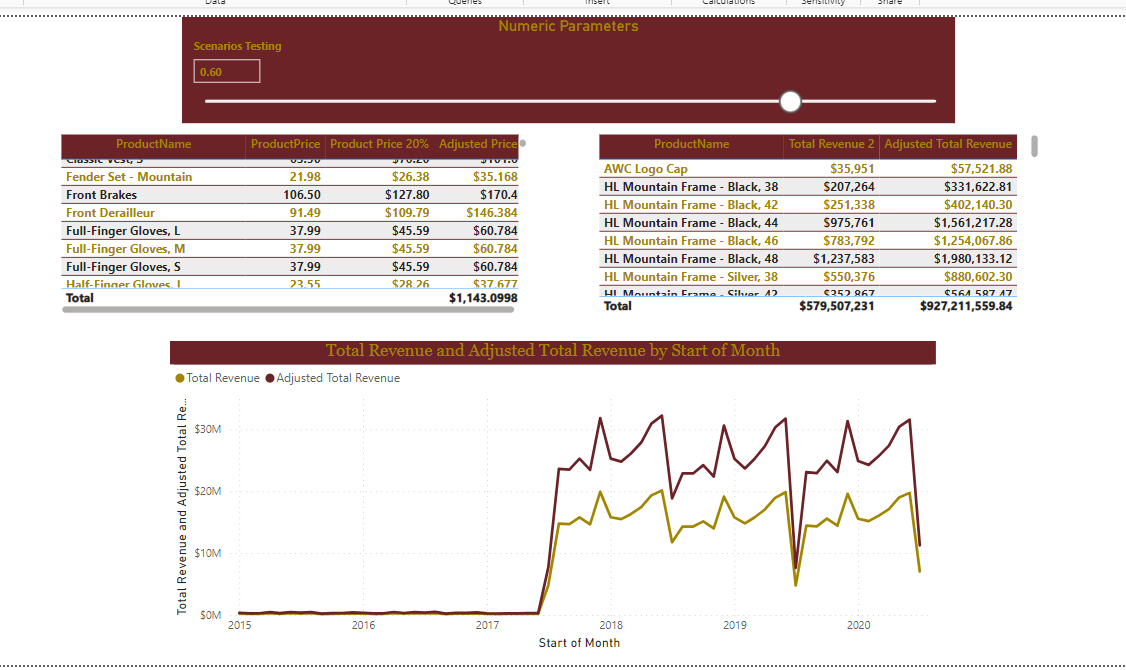 Data Queries Insert Calculations Sensitivity Share
Numeric Parameters
Scenarios Testing
0.60
ProductName ProductPrice Product Price 20% Adjusted Price
Classic Vest, S
Fender Set - Mountain 21.98 $26.38 $35.168
Front Brakes 106.50 $127.80 $170.4
Front Derailleur 91.49 $109.79 $146.384
Full-Finger Gloves, L 37.99 $45.59 $60.784
Full-Finger Gloves, M 37.99 $45.59 $60.784
Full-Finger Gloves, S 37.99 $45.59 $60.784
Half-Finger Gloves, L 23.55 $28.26 $37.677
Total $1,143.0998
ProductName Total Revenue 2 Adjusted Total Revenue
AWC Logo Cap $35,951 $57,521.88
HL Mountain Frame - Black, 38 $207,264 $331,622.81
HL Mountain Frame - Black, 42 $251,338 $402,140.30
HL Mountain Frame - Black, 44 $975,761 $1,561,217.28
HL Mountain Frame - Black, 46 $783,792 $1,254,067.86
HL Mountain Frame - Black, 48 $1,237,583 $1,980,133.12
HL Mountain Frame - Silver, 38 $550,376 $880,602.30
HL Mountain Frame - Silver, 42 $352,867 $564,587.47
Total $579,507,231 $927,211,559.84
Total Revenue and Adjusted Total Revenue by Start of Month
Total Revenue Adjusted Total Revenue
Total Revenue and Adjusted Total Re...
$30M
$20M
$10M
$0M
2015 2016 2017 2018 2019 2020
Start of Month